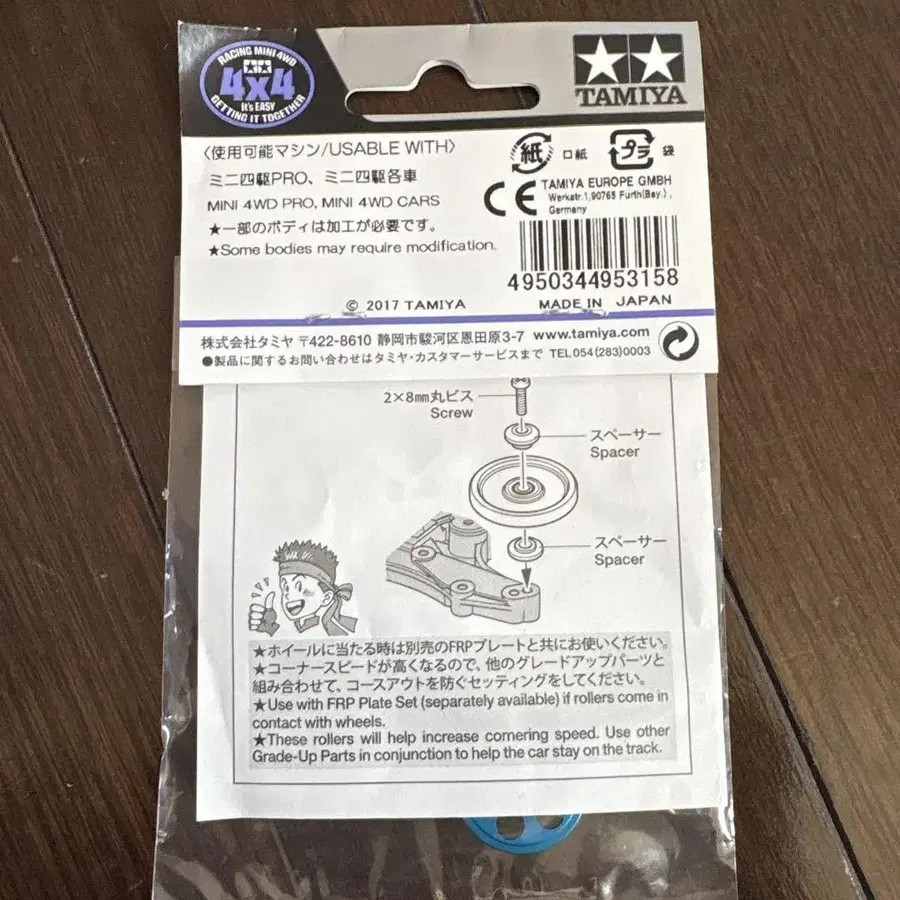 RACING MINI 4WD
4x4
It's EASY
GETTING IT TOGETHER
TAMIYA
〈使用可能マシン/USABLE WITH〉
ミニ四駆PRO、ミニ四駆各車
MINI 4WD PRO, MINI 4WD CARS
★一部のボディは加工が必要です。
★Some bodies may require modification.
紙 口紙 プラ 袋
CE TAMIYA EUROPE GMBH
Werkstr.1,90765 Fürth(Bay.),
Germany
4950344953158
© 2017 TAMIYA MADE IN JAPAN
株式会社タミヤ 〒422-8610 静岡市駿河区恩田原3-7 www.tamiya.com
●製品に関するお問い合わせはタミヤ・カスタマーサービスまで TEL054(283)0003
2×8㎜丸ビス
Screw
スペーサー
Spacer
スペーサー
Spacer
★ホイールに当たる時は別売のFRPプレートと共にお使いください。
★コーナースピードが高くなるので、他のグレードアップパーツと
組み合わせて、コースアウトを防ぐセッティングをしてください。
★Use with FRP Plate Set (separately available) if rollers come in
contact with wheels.
★These rollers will help increase cornering speed. Use other
Grade-Up Parts in conjunction to help the car stay on the track.